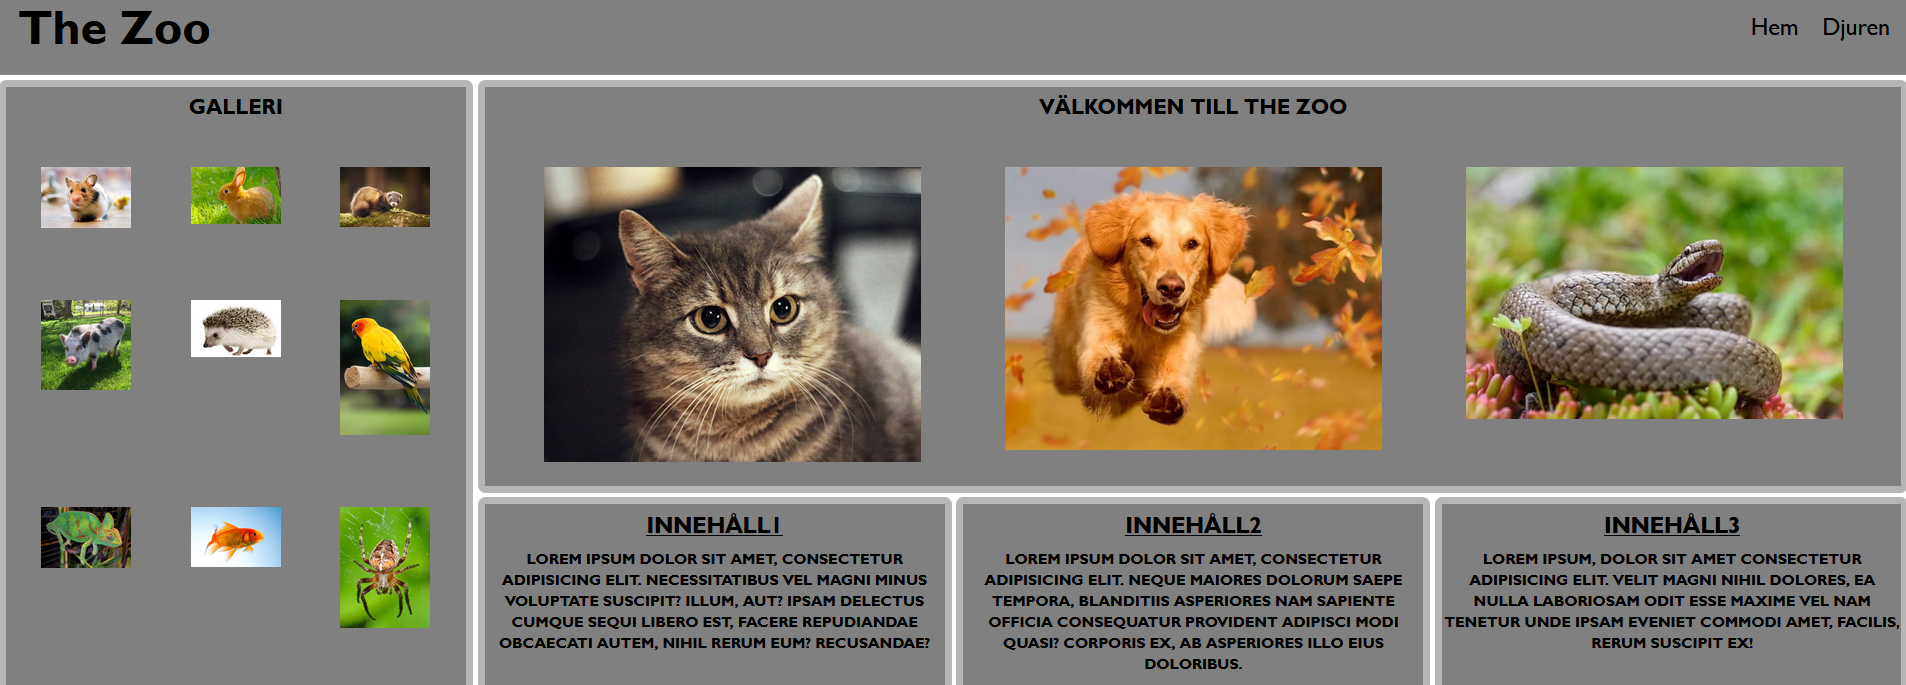 The Zoo
Hem Djuren
GALLERI
VÄLKOMMEN TILL THE ZOO
INNEHÅLL1
LOREM IPSUM DOLOR SIT AMET, CONSECTETUR
ADIPISICING ELIT. NECESSITATIBUS VEL MAGNI MINUS
VOLUPTATE SUSCIPIT? ILLUM, AUT? IPSAM DELECTUS
CUMQUE SEQUI LIBERO EST, FACERE REPUDIANDAE
OBCAECATI AUTEM, NIHIL RERUM EUM? RECUSANDAE?
INNEHÅLL2
LOREM IPSUM DOLOR SIT AMET, CONSECTETUR
ADIPISICING ELIT. NEQUE MAIORES DOLORUM SAEPE
TEMPORA, BLANDITIIS ASPERIORES NAM SAPIENTE
OFFICIA CONSEQUATUR PROVIDENT ADIPISCI MODI
QUASI? CORPORIS EX, AB ASPERIORES ILLO EIUS
DOLORIBUS.
INNEHÅLL3
LOREM IPSUM, DOLOR SIT AMET CONSECTETUR
ADIPISICING ELIT. VELIT MAGNI NIHIL DOLORES, EA
NULLA LABORIOSAM ODIT ESSE MAXIME VEL NAM
TENETUR UNDE IPSAM EVENIET COMMODI AMET, FACILIS,
RERUM SUSCIPIT EX!